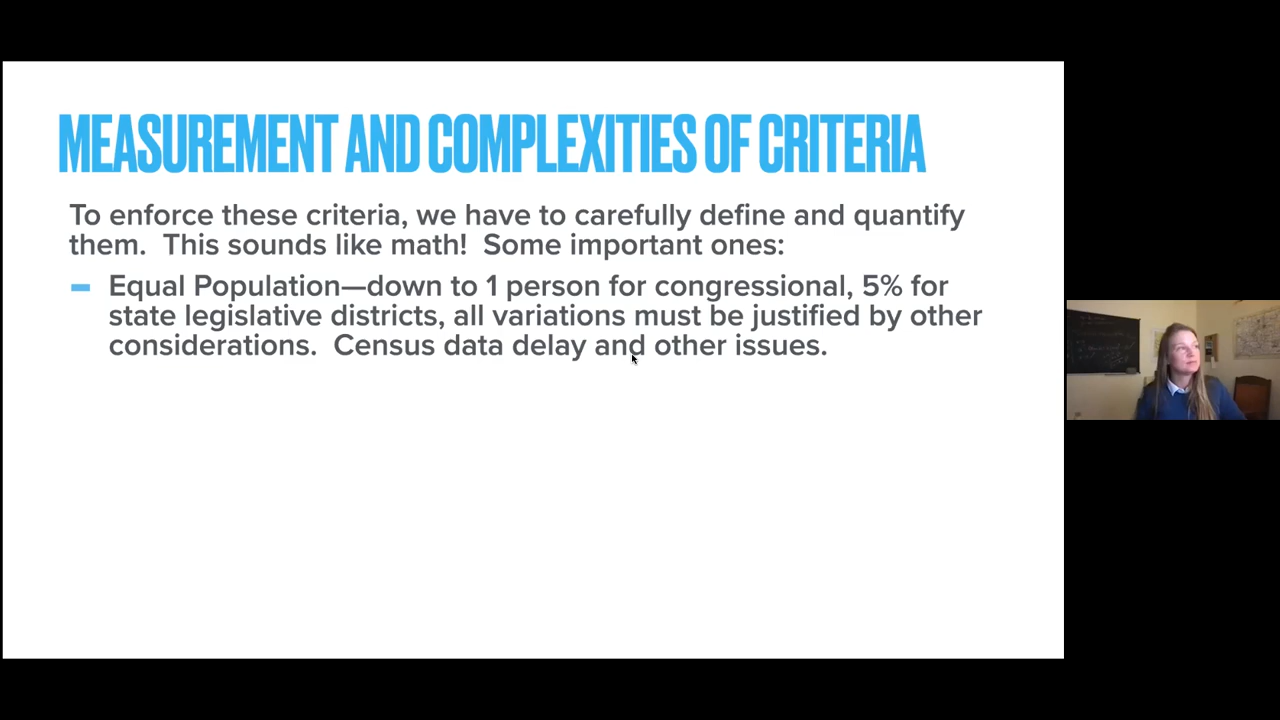 MEASUREMENT AND COMPLEXITIES OF CRITERIA
To enforce these criteria, we have to carefully define and quantify
them.  This sounds like math!  Some important ones:
Equal Population—down to 1 person for congressional, 5% for
state legislative districts, all variations must be justified by other
considerations.  Census data delay and other issues.